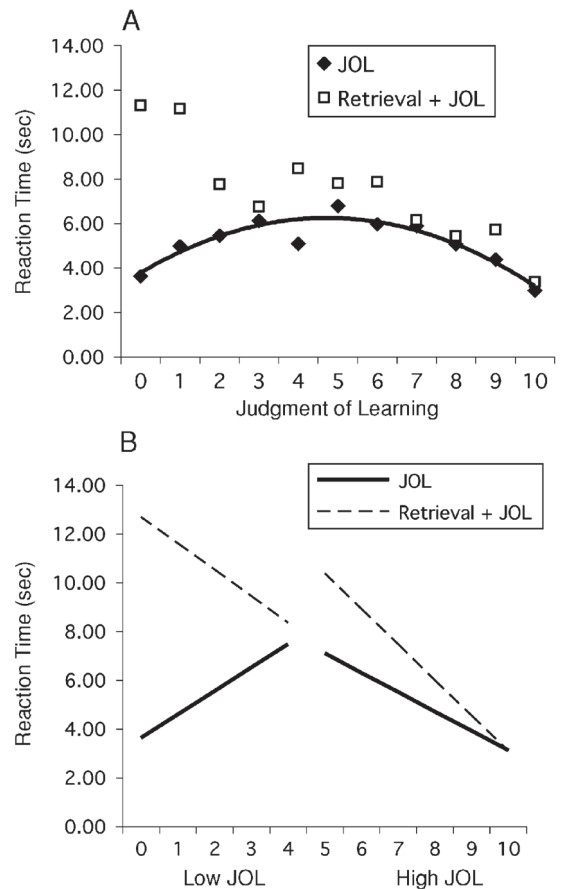 A
14.00
12.00
10.00
8.00
6.00
4.00
2.00
0.00
Reaction Time (sec)
JOL
Retrieval + JOL
0 1 2 3 4 5 6 7 8 9 10
Judgment of Learning
B
14.00
12.00
10.00
8.00
6.00
4.00
2.00
0.00
Reaction Time (sec)
JOL
Retrieval + JOL
0 1 2 3 4 5 6 7 8 9 10
Low JOL High JOL